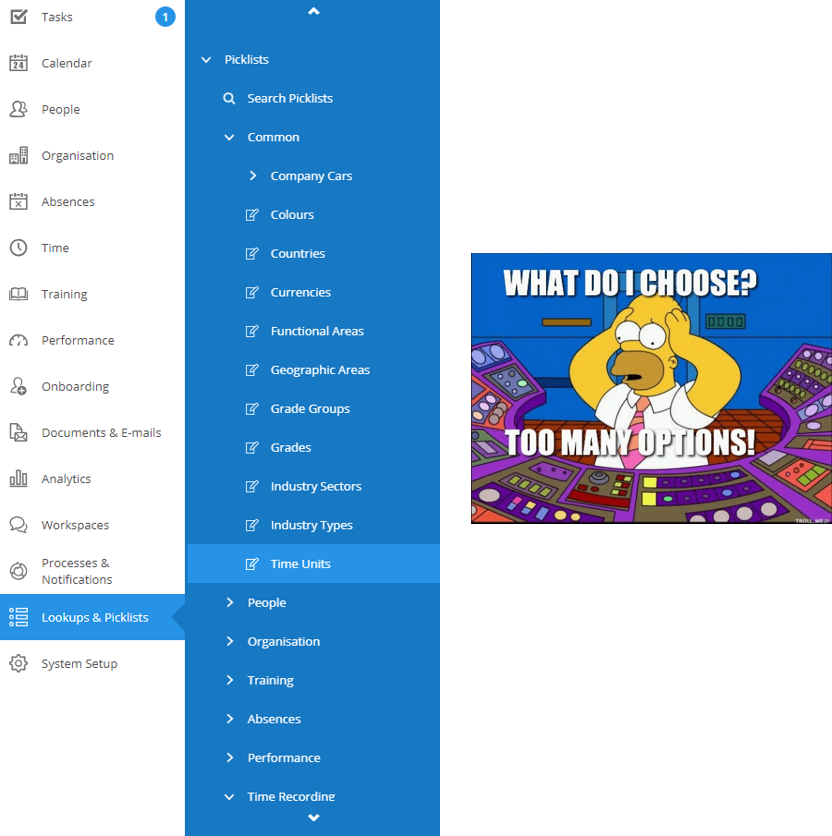 Tasks
1
Calendar
24
People
Organisation
Absences
Time
Training
Performance
Onboarding
Documents & E-mails
Analytics
Workspaces
Processes &
Notifications
Lookups & Picklists
System Setup
Picklists
Search Picklists
Common
Company Cars
Colours
Countries
Currencies
Functional Areas
Geographic Areas
Grade Groups
Grades
Industry Sectors
Industry Types
Time Units
People
Organisation
Training
Absences
Performance
Time Recording
WHAT DO I CHOOSE?
TOO MANY OPTIONS!